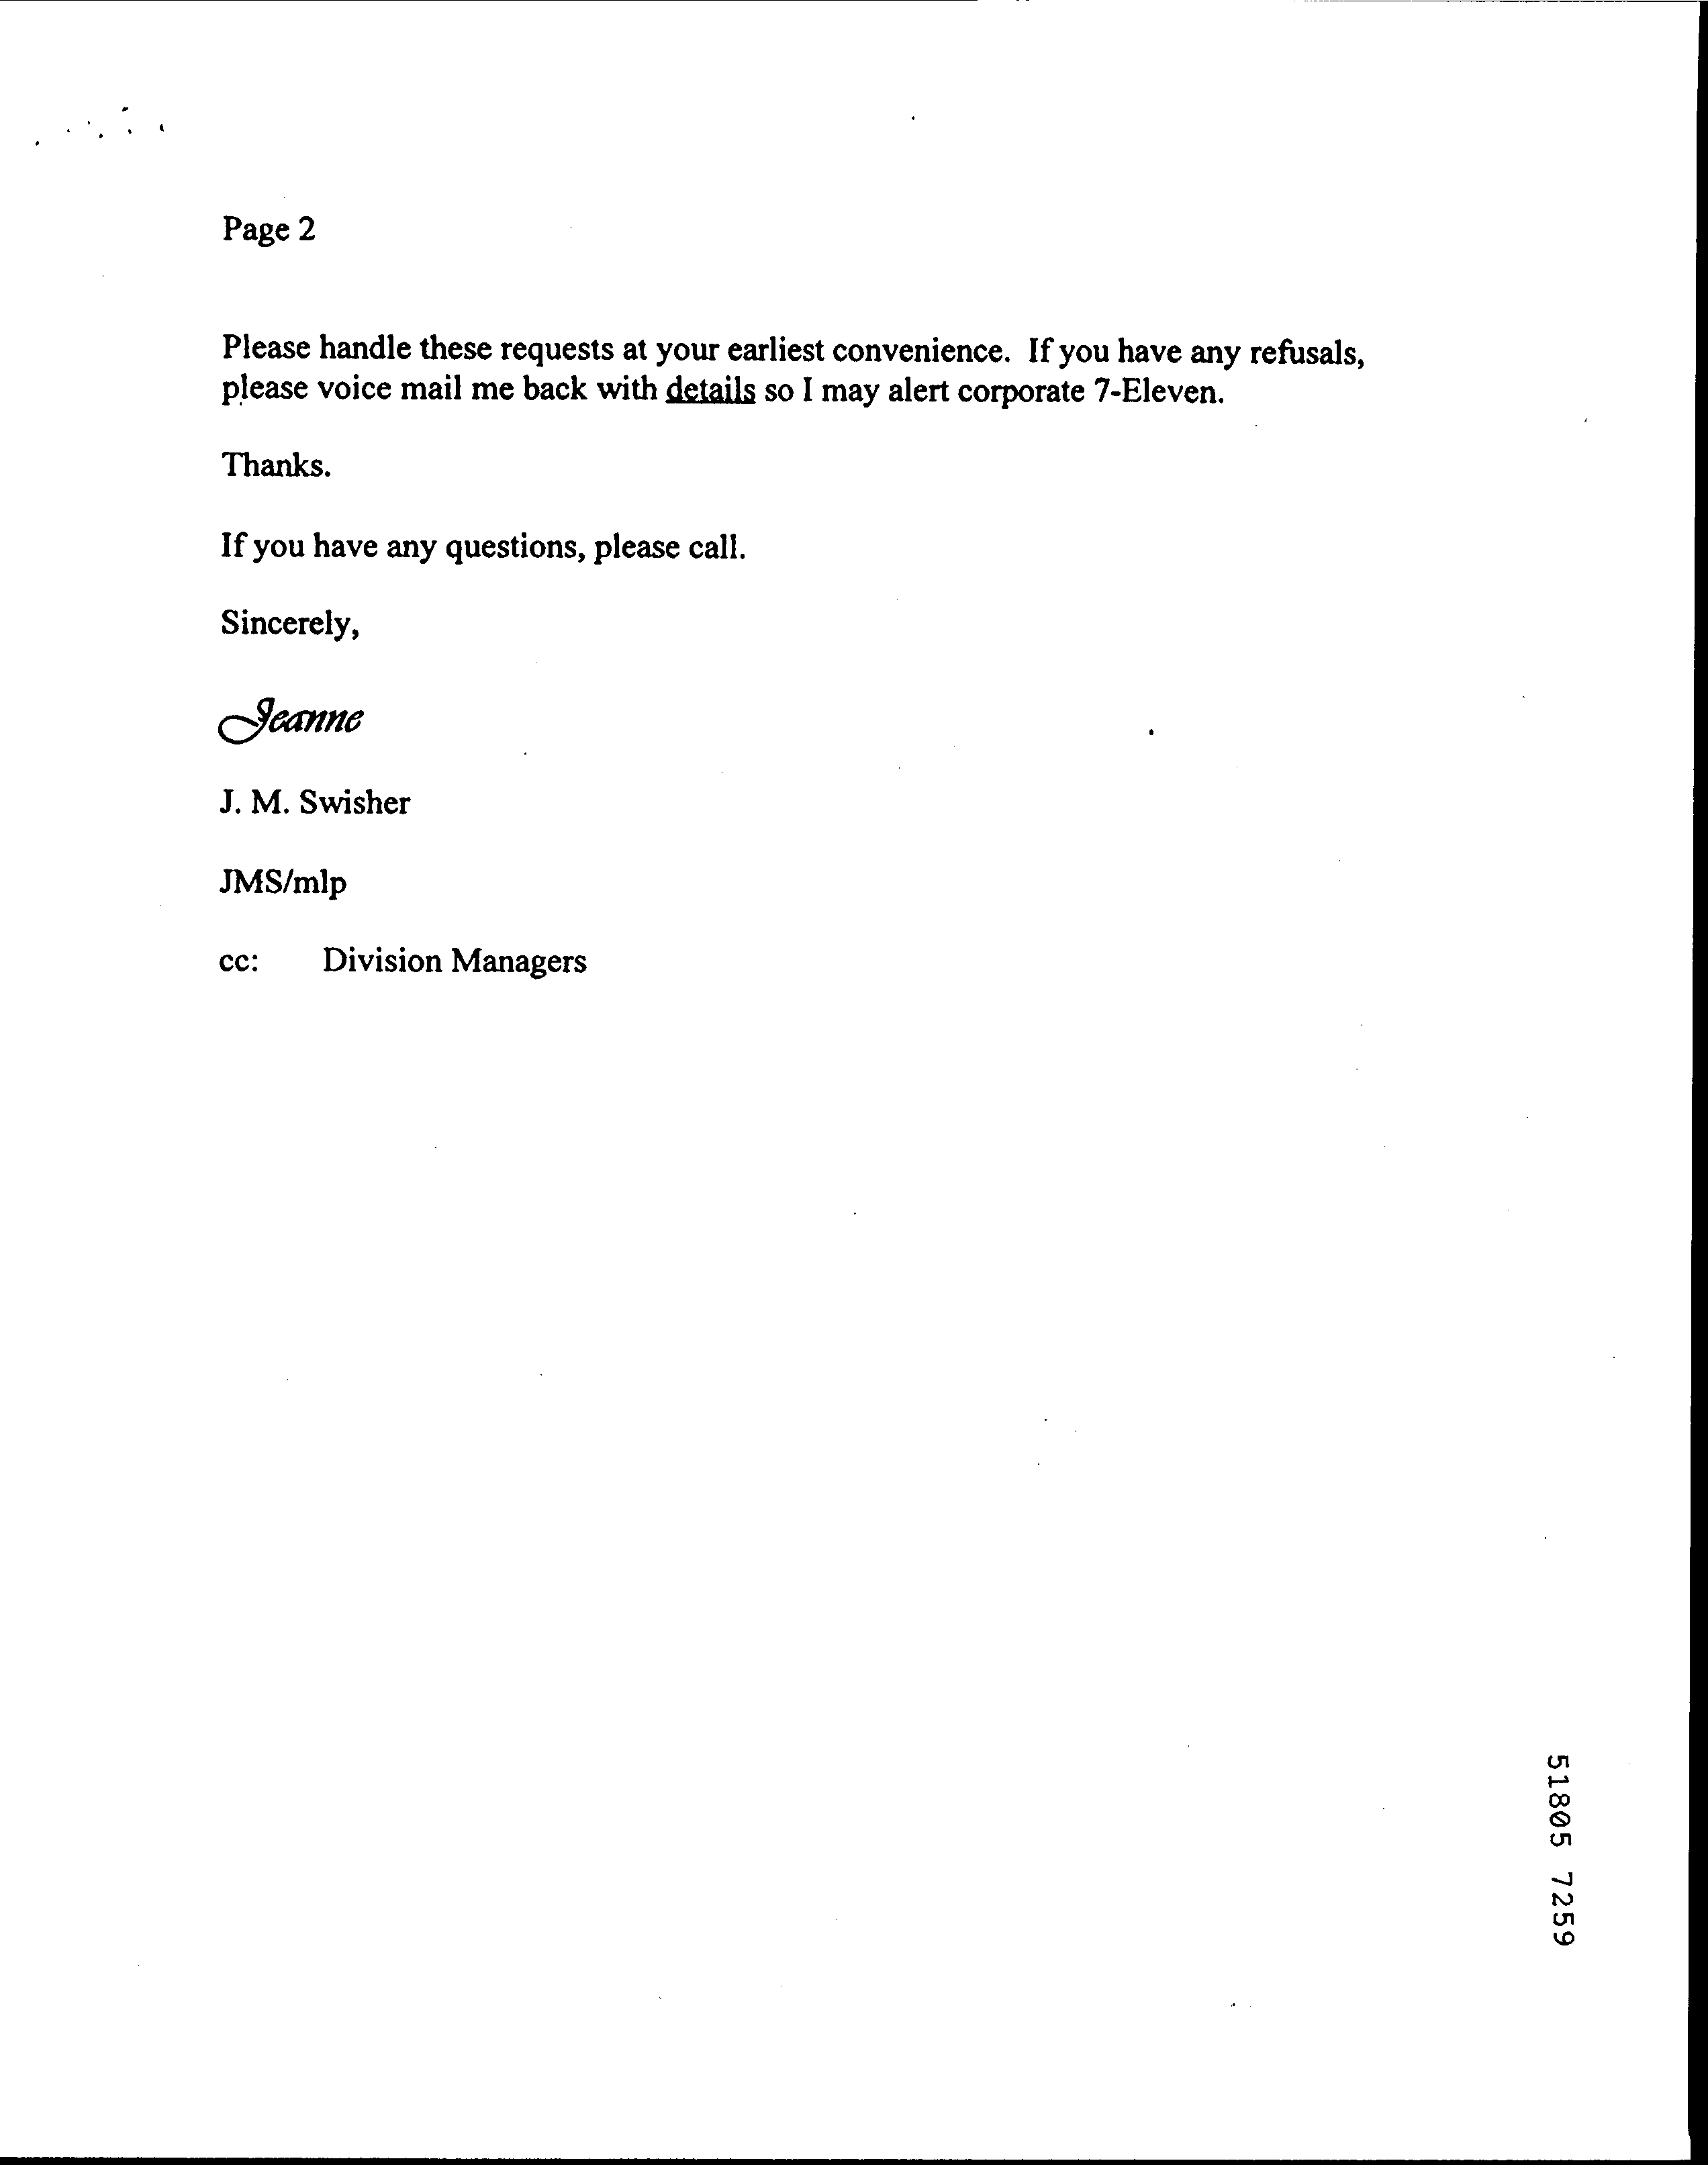 Page 2
Please handle these requests at your earliest convenience.  If you have any refusals,
please voice mail me back with details so I may alert corporate 7-Eleven.
Thanks.
If you have any questions, please call.
Sincerely,
Jeanne
J. M. Swisher
JMS/mlp
cc:    Division Managers
51805 7259